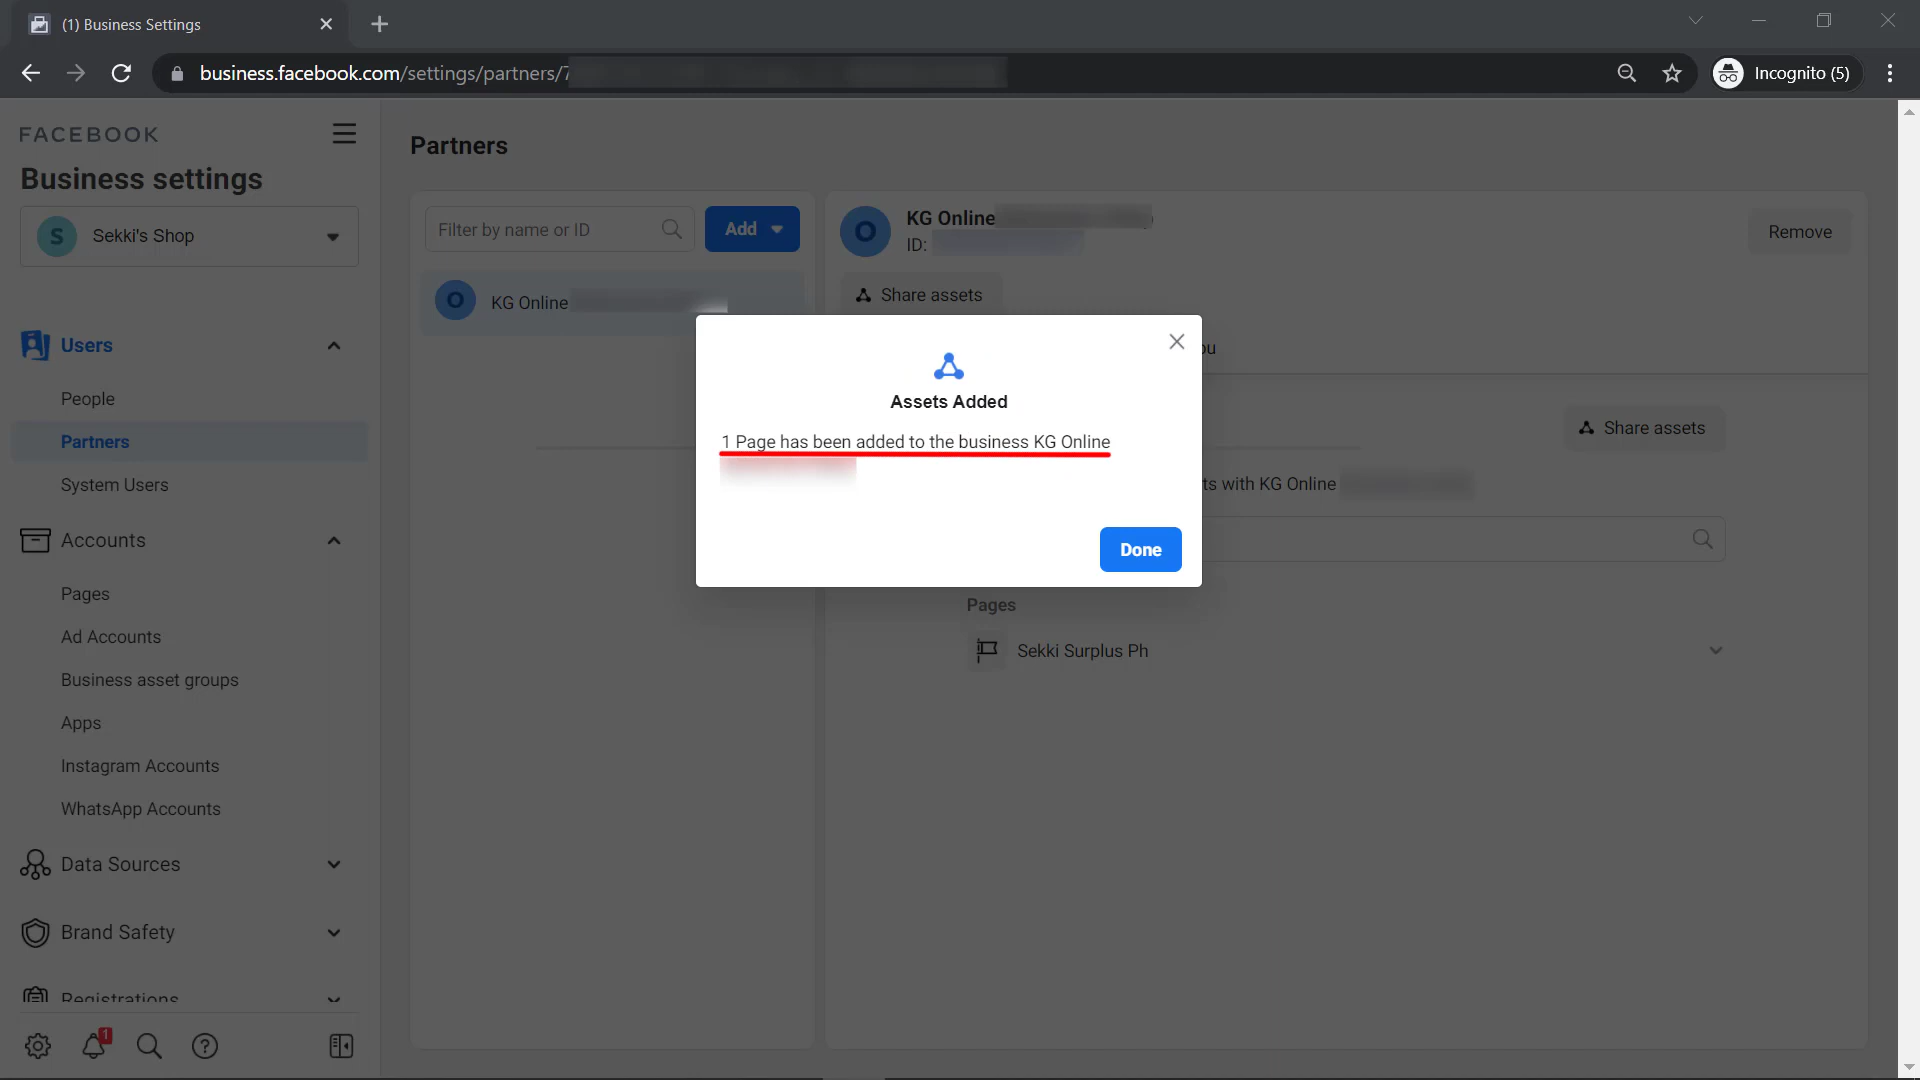 (1) Business Settings
business.facebook.com/settings/partners/7
Incognito (5)
FACEBOOK
Business settings
S
Sekki's Shop
Users
People
Partners
System Users
Accounts
Pages
Ad Accounts
Business asset groups
Apps
Instagram Accounts
WhatsApp Accounts
Data Sources
Brand Safety
Registrations
1
Partners
Filter by name or ID
Add
O
KG Online
O
KG Online
ID:
Remove
Share assets
ou
Share assets
ts with KG Online
Pages
Sekki Surplus Ph
Assets Added
1 Page has been added to the business KG Online
Done